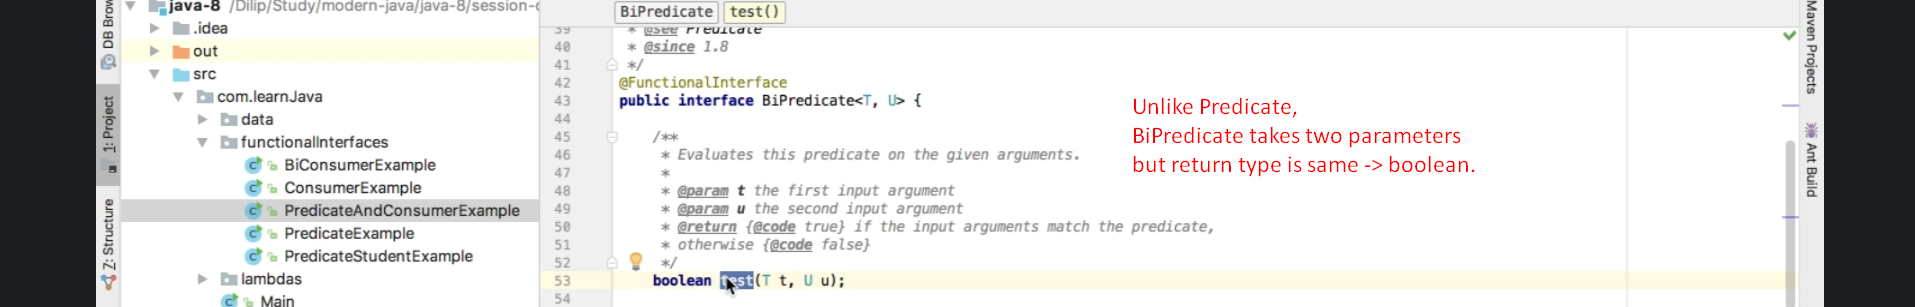 java-8 /Dilip/Study/modern-java/java-8/session-
.idea
out
src
com.learnJava
data
functionalInterfaces
BiConsumerExample
ConsumerExample
PredicateAndConsumerExample
PredicateExample
PredicateStudentExample
lambdas
Main
DB Brow
1: Project
Z: Structure
BiPredicate test()
39 * @see Predicate
40 * @since 1.8
41 */
42 @FunctionalInterface
43 public interface BiPredicate<T, U> {
44
45 /**
46 * Evaluates this predicate on the given arguments.
47 *
48 * @param t the first input argument
49 * @param u the second input argument
50 * @return {@code true} if the input arguments match the predicate,
51 * otherwise {@code false}
52 */
53 boolean test(T t, U u);
54
Unlike Predicate,
BiPredicate takes two parameters
but return type is same -> boolean.
Maven Projects
Ant Build